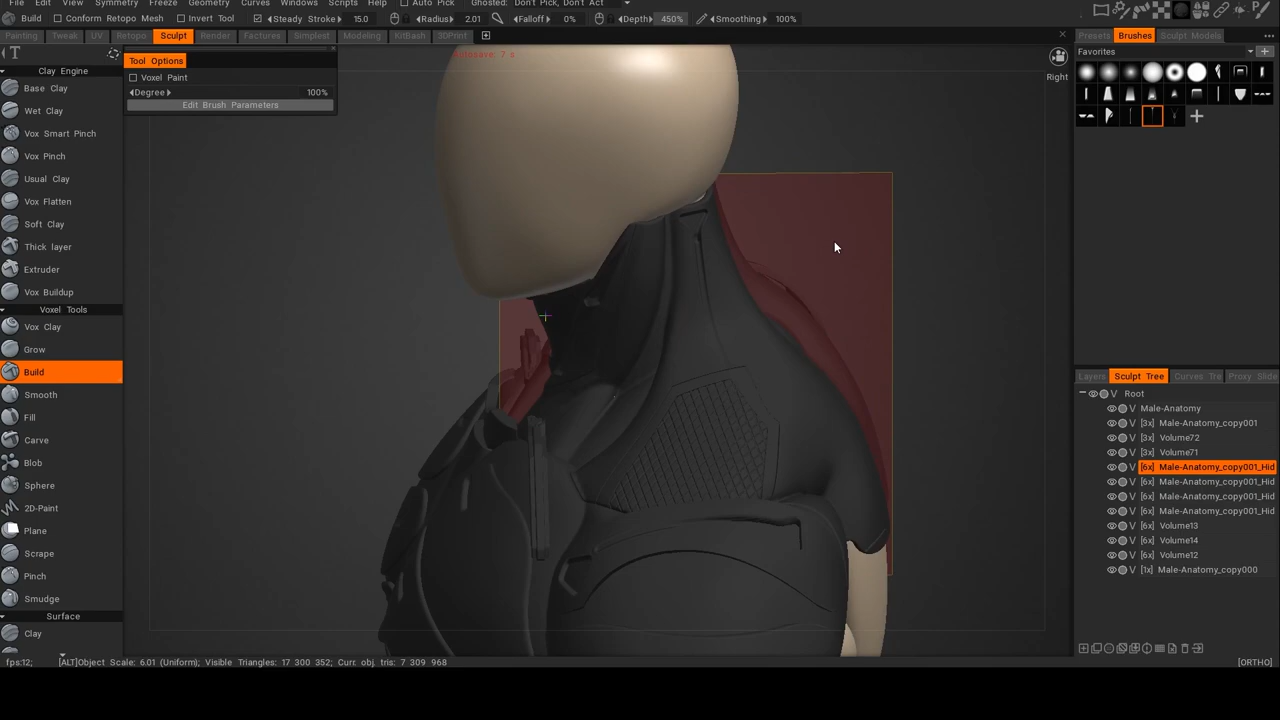 File Edit View Symmetry Freeze Geometry Curves Windows Scripts Help Auto Pick Ghosted: Don't Pick, Don't Act
Build Conform Retopo Mesh Invert Tool Steady Stroke 15.0 Radius 2.01 Falloff 0% Depth 450% Smoothing 100%
Painting Tweak UV Retopo Sculpt Render Factures Simplest Modeling KitBash 3DPrint
Presets Brushes Sculpt Models
Favorites
Autosave: 7 s
Tool Options
Voxel Paint
Degree 100%
Edit Brush Parameters
Right
Clay Engine
Base Clay
Wet Clay
Vox Smart Pinch
Vox Pinch
Usual Clay
Vox Flatten
Soft Clay
Thick layer
Extruder
Vox Buildup
Voxel Tools
Vox Clay
Grow
Build
Smooth
Fill
Carve
Blob
Sphere
2D-Paint
Plane
Scrape
Pinch
Smudge
Surface
Clay
Layers Sculpt Tree Curves Tre Proxy Slide
V Root
V Male-Anatomy
V [3x] Male-Anatomy_copy001
V [3x] Volume72
V [3x] Volume71
V [6x] Male-Anatomy_copy001_Hid
V [6x] Male-Anatomy_copy001_Hid
V [6x] Male-Anatomy_copy001_Hid
V [6x] Male-Anatomy_copy001_Hid
V [6x] Volume13
V [6x] Volume14
V [6x] Volume12
V [1x] Male-Anatomy_copy000
fps:12; [ALT]Object Scale: 6.01 (Uniform); Visible Triangles: 17 300 352; Curr. obj. tris: 7 309 968
[ORTHO]